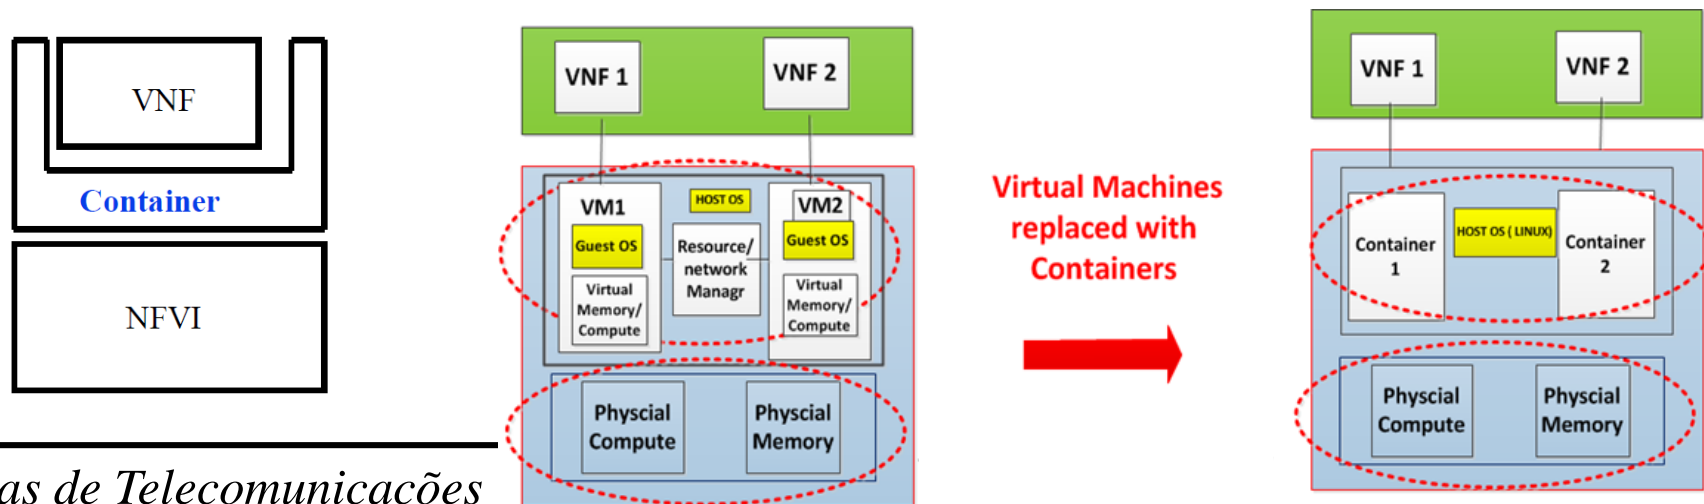 VNF
Container
NFVI
as de Telecomunicações
VNF 1
VNF 2
VM1
HOST OS
VM2
Guest OS
Resource/
network
Managr
Guest OS
Virtual
Memory/
Compute
Virtual
Memory/
Compute
Physcial
Compute
Physcial
Memory
Virtual Machines
replaced with
Containers
VNF 1
VNF 2
Container
1
HOST OS ( LINUX)
Container
2
Physcial
Compute
Physcial
Memory